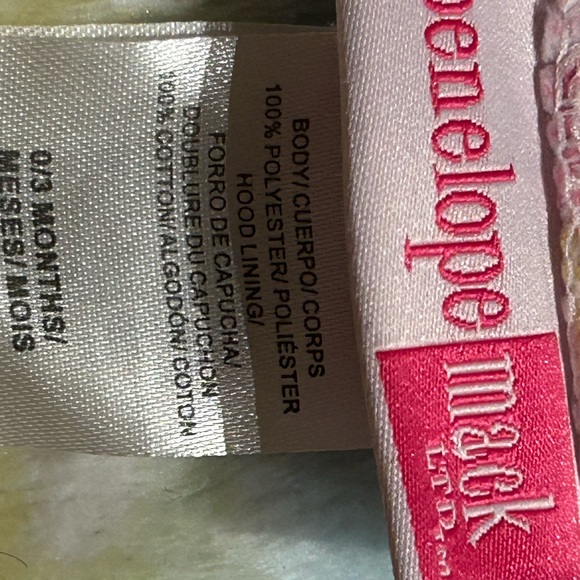 penelope mack
LTD.
BODY/CUERPO/CORPS
100% POLYESTER/POLIÉSTER
HOOD LINING/
FORRO DE CAPUCHA/
DOUBLURE DU CAPUCHON
100% COTTON/ALGODÓN/COTON
0/3 MONTHS/
MESES/MOIS